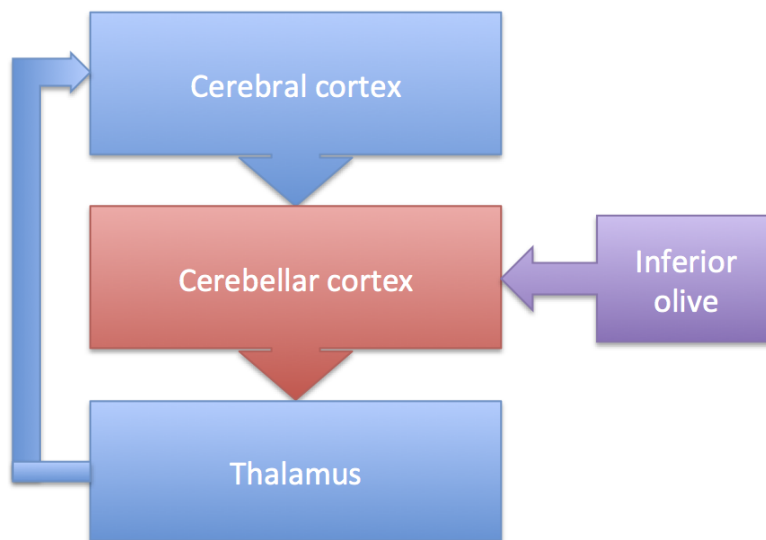 Cerebral cortex
Cerebellar cortex
Inferior
olive
Thalamus